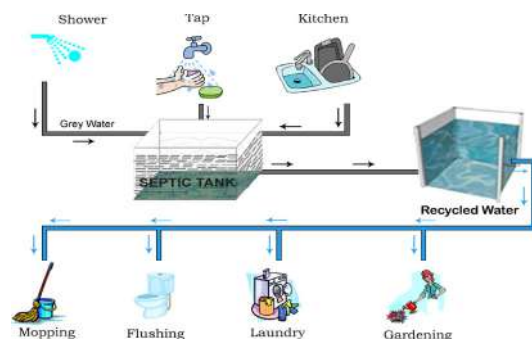 Shower
Tap
Kitchen
Grey Water
SEPTIC TANK
Recycled Water
Mopping
Flushing
Laundry
Gardening